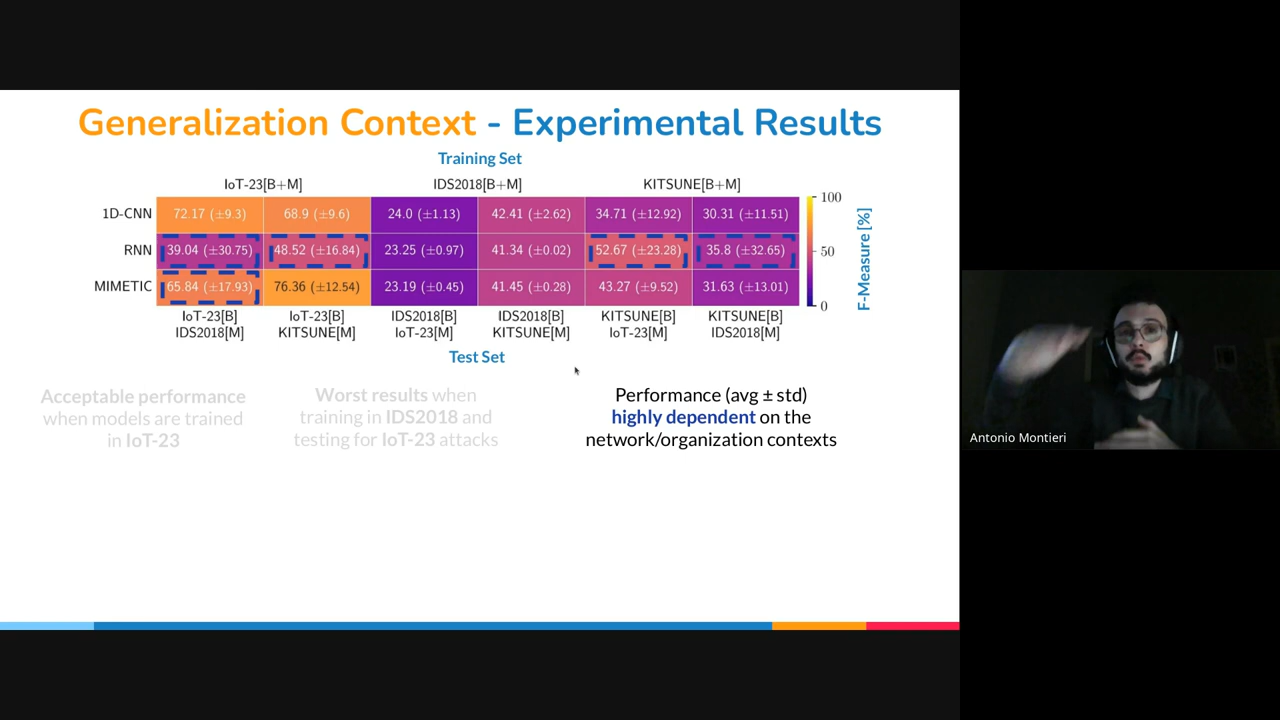 Generalization Context - Experimental Results
Training Set
IoT-23[B+M] IDS2018[B+M] KITSUNE[B+M]
1D-CNN 72.17 (±9.3) 68.9 (±9.6) 24.0 (±1.13) 42.41 (±2.62) 34.71 (±12.92) 30.31 (±11.51)
RNN 39.04 (±30.75) 48.52 (±16.84) 23.25 (±0.97) 41.34 (±0.02) 52.67 (±23.28) 35.8 (±32.65)
MIMETIC 65.84 (±17.93) 76.36 (±12.54) 23.19 (±0.45) 41.45 (±0.28) 43.27 (±9.52) 31.63 (±13.01)
IoT-23[B] IoT-23[B] IDS2018[B] IDS2018[B] KITSUNE[B] KITSUNE[B]
IDS2018[M] KITSUNE[M] IoT-23[M] KITSUNE[M] IoT-23[M] IDS2018[M]
100
50
0
F-Measure [%]
Test Set
Acceptable performance
when models are trained
in IoT-23
Worst results when
training in IDS2018 and
testing for IoT-23 attacks
Performance (avg ± std)
highly dependent on the
network/organization contexts
Antonio Montieri